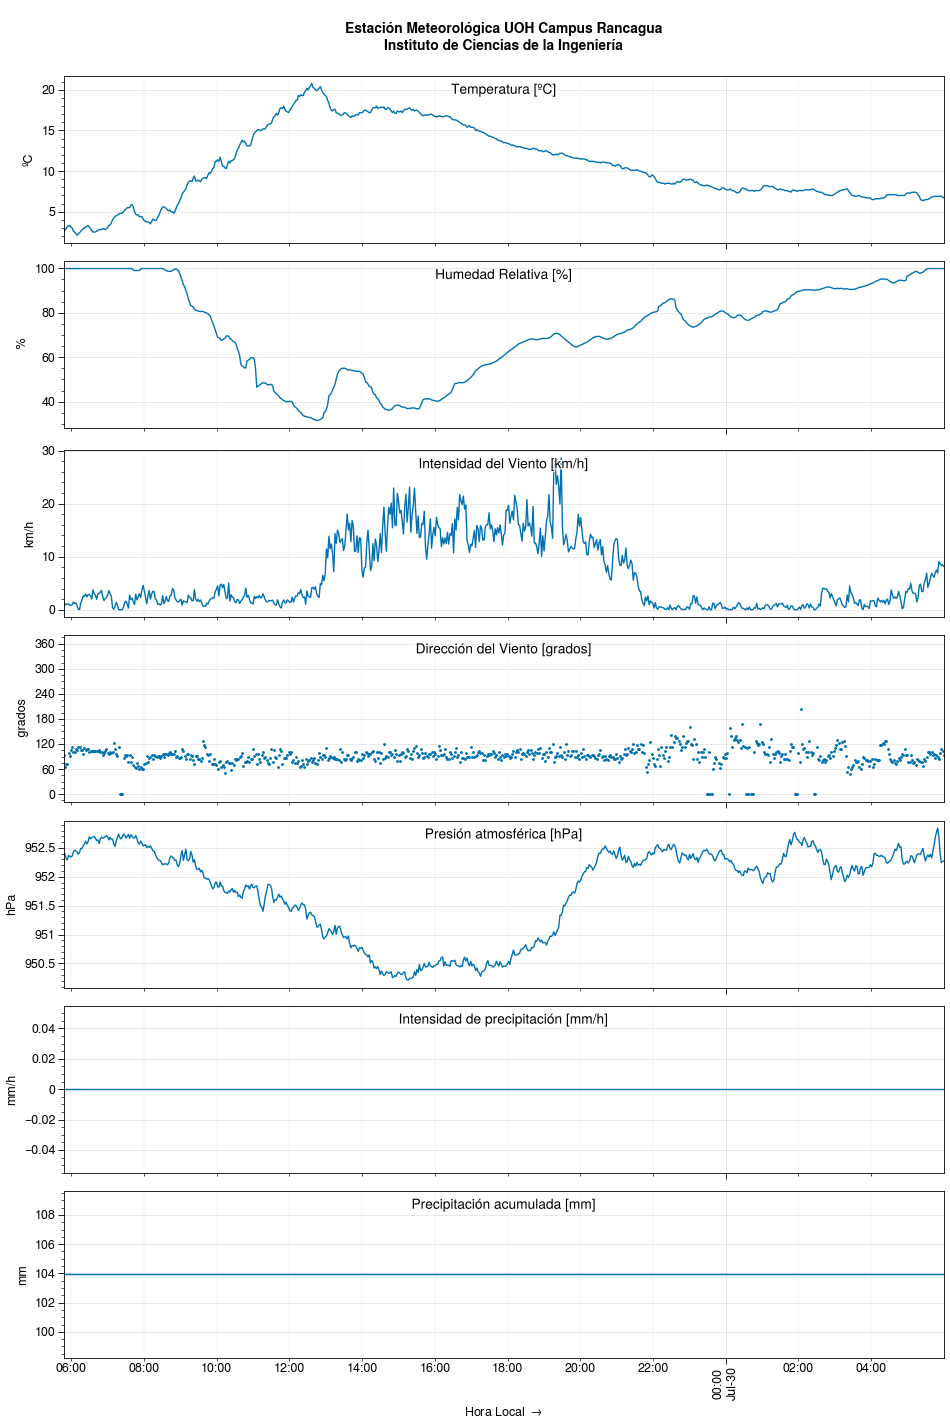 Estación Meteorológica UOH Campus Rancagua
Instituto de Ciencias de la Ingeniería
Temperatura [ºC]
ºC
20
15
10
5
Humedad Relativa [%]
%
100
80
60
40
Intensidad del Viento [km/h]
km/h
30
20
10
0
Dirección del Viento [grados]
grados
360
300
240
180
120
60
0
Presión atmosférica [hPa]
hPa
952.5
952
951.5
951
950.5
Intensidad de precipitación [mm/h]
mm/h
0.04
0.02
0
−0.02
−0.04
Precipitación acumulada [mm]
mm
108
106
104
102
100
06:00 08:00 10:00 12:00 14:00 16:00 18:00 20:00 22:00 00:00 02:00 04:00
Jul-30
Hora Local →